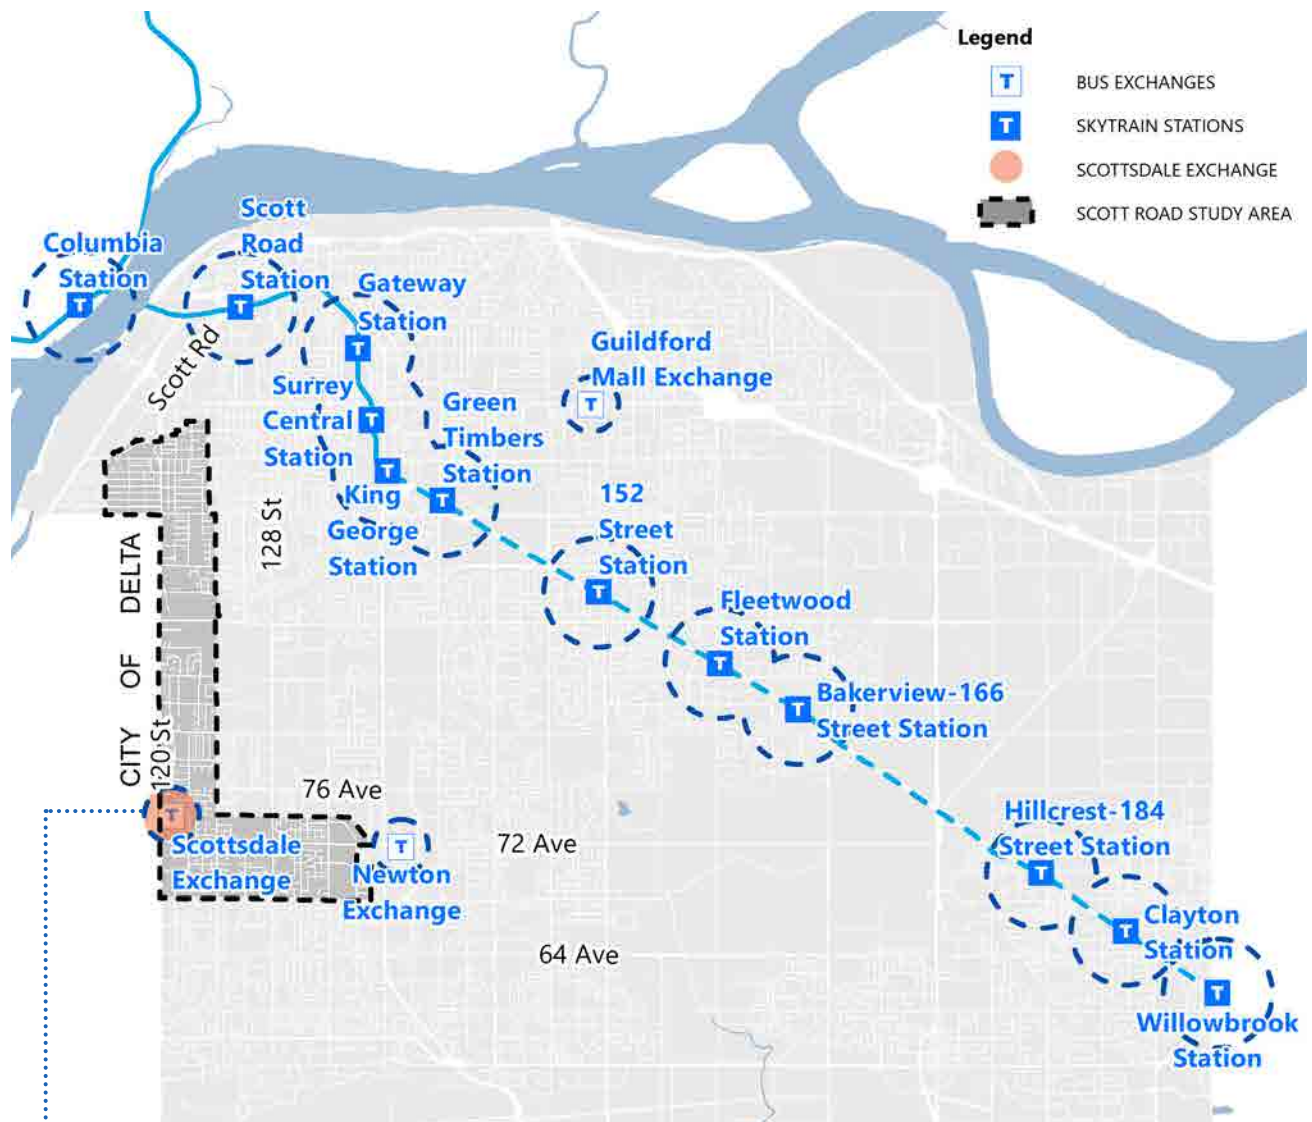 Legend
T BUS EXCHANGES
T SKYTRAIN STATIONS
SCOTTSDALE EXCHANGE
SCOTT ROAD STUDY AREA
Columbia
Station
T
Scott
Road
Station
T
Scott Rd
Gateway
Station
T
Surrey
Central
Station
T
King
George
Station
T
Green
Timbers
Station
T
Guildford
Mall Exchange
T
152
Street
Station
T
Fleetwood
Station
T
Bakerview-166
Street Station
T
Hillcrest-184
Street Station
T
Clayton
Station
T
Willowbrook
Station
T
128 St
CITY OF DELTA
120 St
76 Ave
72 Ave
64 Ave
T
Scottsdale
Exchange
T
Newton
Exchange